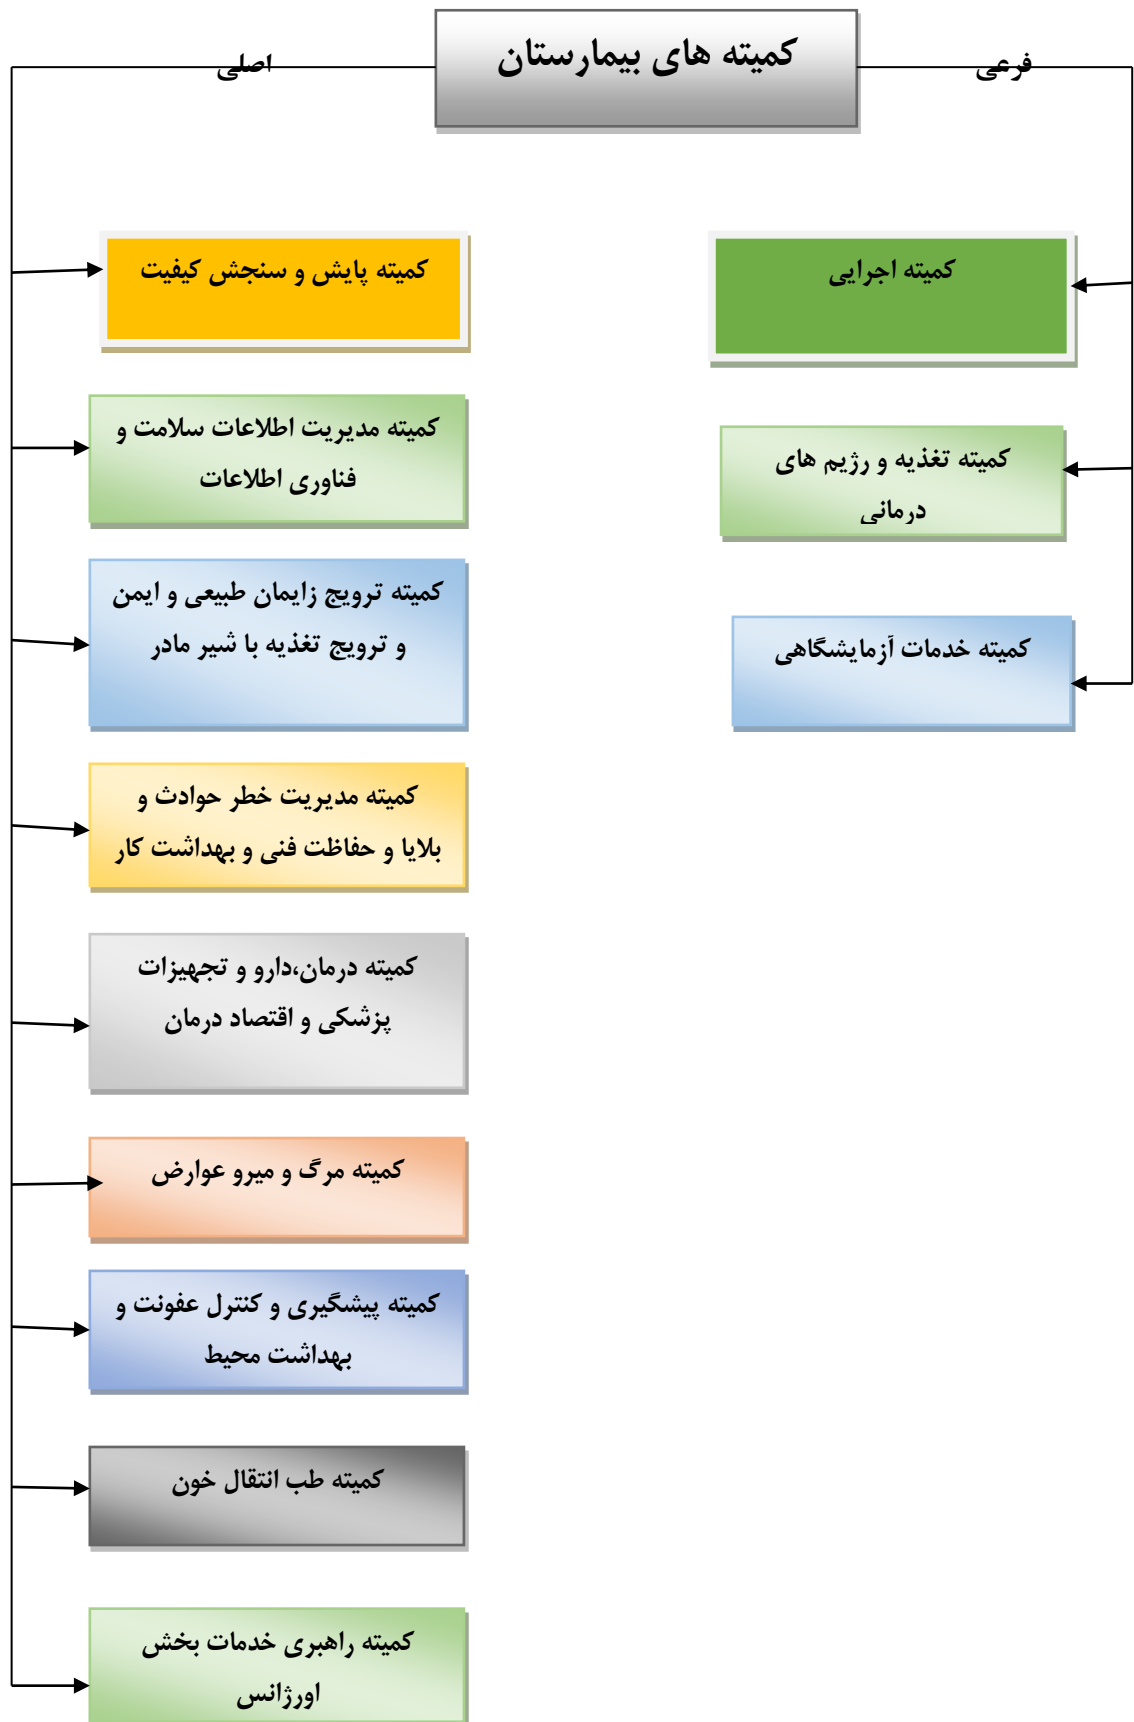 کمیته های بیمارستان
فرعی
اصلی
کمیته اجرایی
کمیته تغذیه و رژیم های
درمانی
کمیته خدمات آزمایشگاهی
کمیته پایش و سنجش کیفیت
کمیته مدیریت اطلاعات سلامت و
فناوری اطلاعات
کمیته ترویج زایمان طبیعی و ایمن
و ترویج تغذیه با شیر مادر
کمیته مدیریت خطر حوادث و
بلایا و حفاظت فنی و بهداشت کار
کمیته درمان،دارو و تجهیزات
پزشکی و اقتصاد درمان
کمیته مرگ و میرو عوارض
کمیته پیشگیری و کنترل عفونت و
بهداشت محیط
کمیته طب انتقال خون
کمیته راهبری خدمات بخش
اورژانس